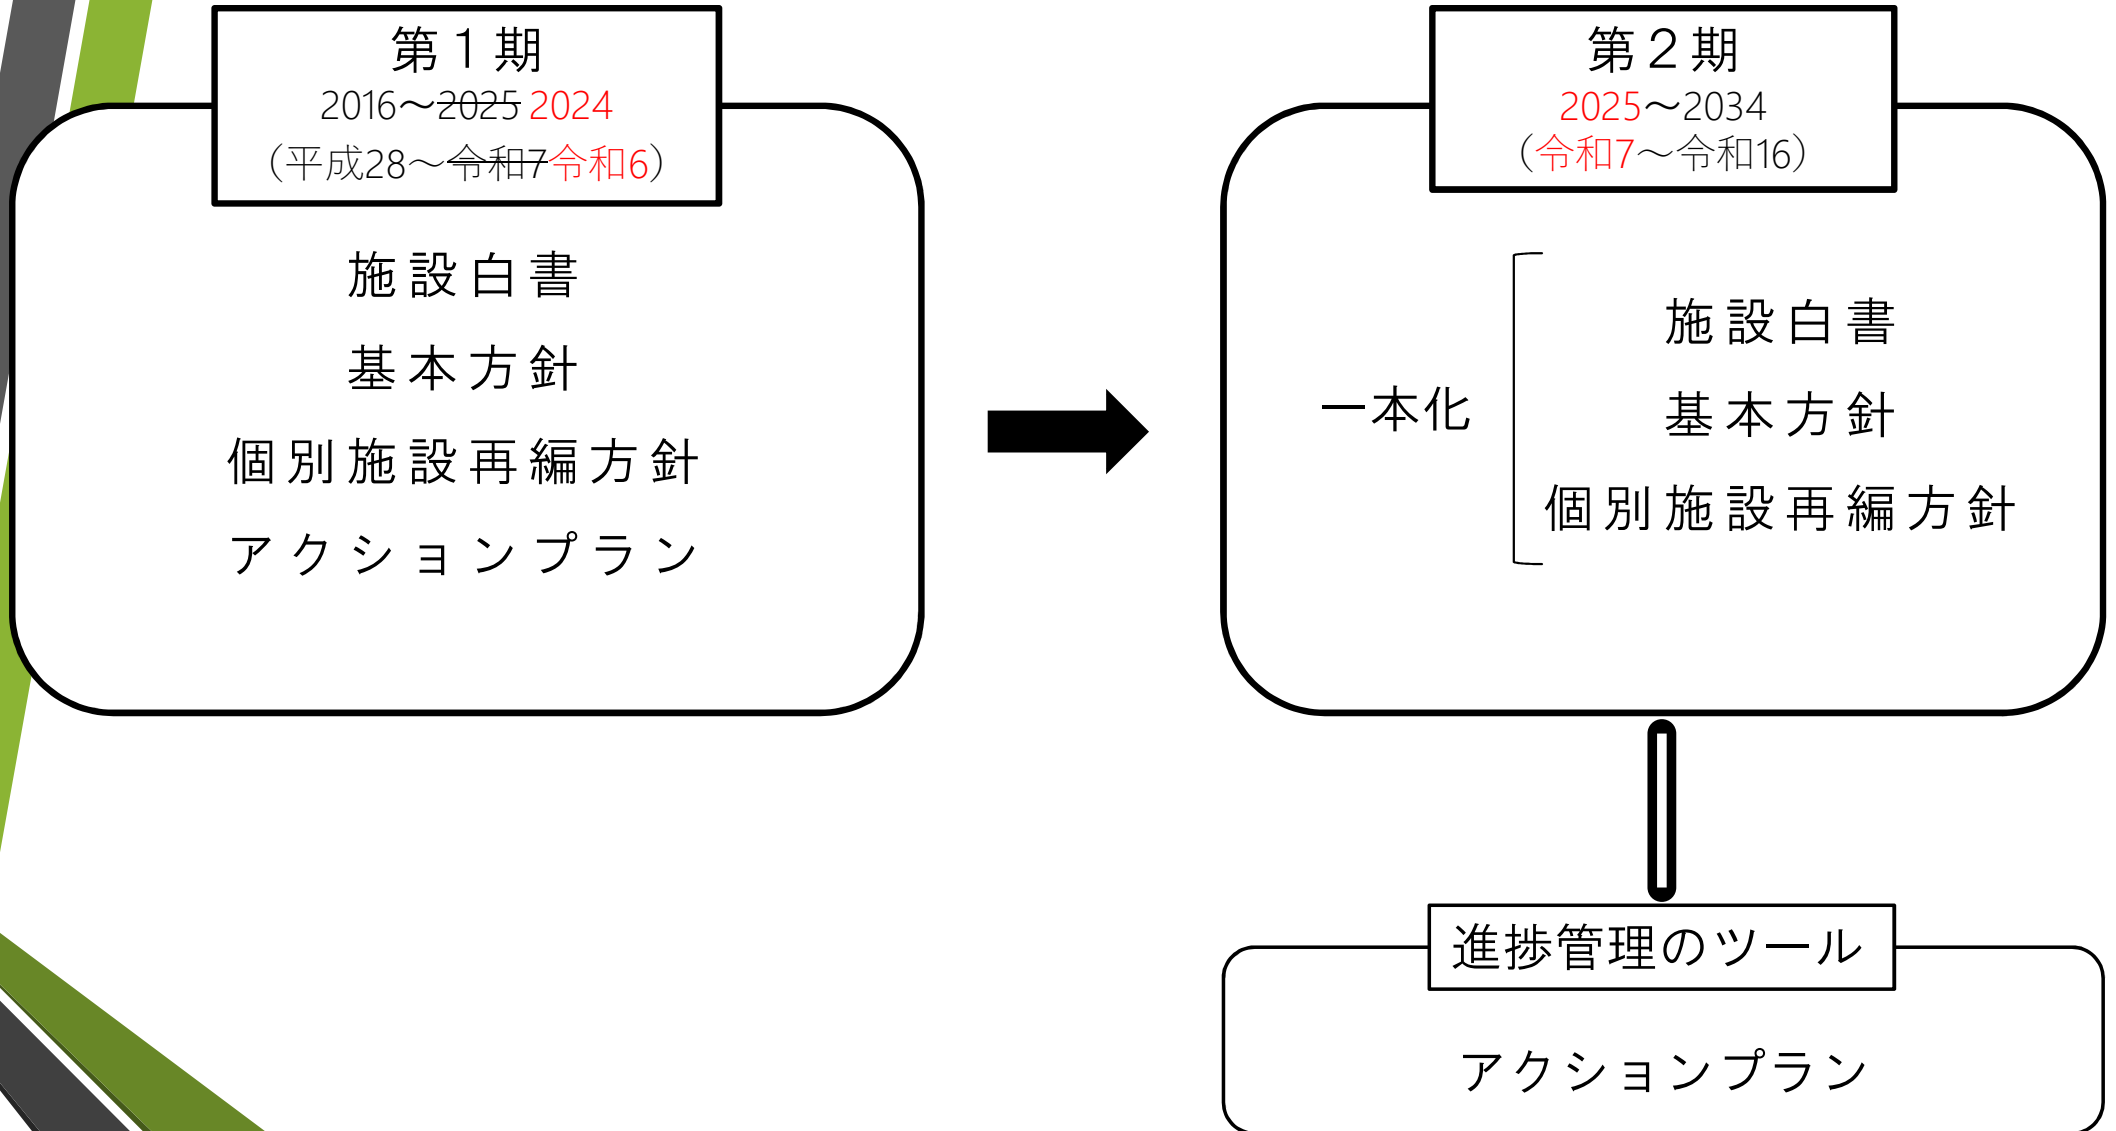 第１期
2016～2025 2024
（平成28～令和7令和6）
施設白書
基本方針
個別施設再編方針
アクションプラン
第２期
2025～2034
（令和7～令和16）
一本化
施設白書
基本方針
個別施設再編方針
進捗管理のツール
アクションプラン